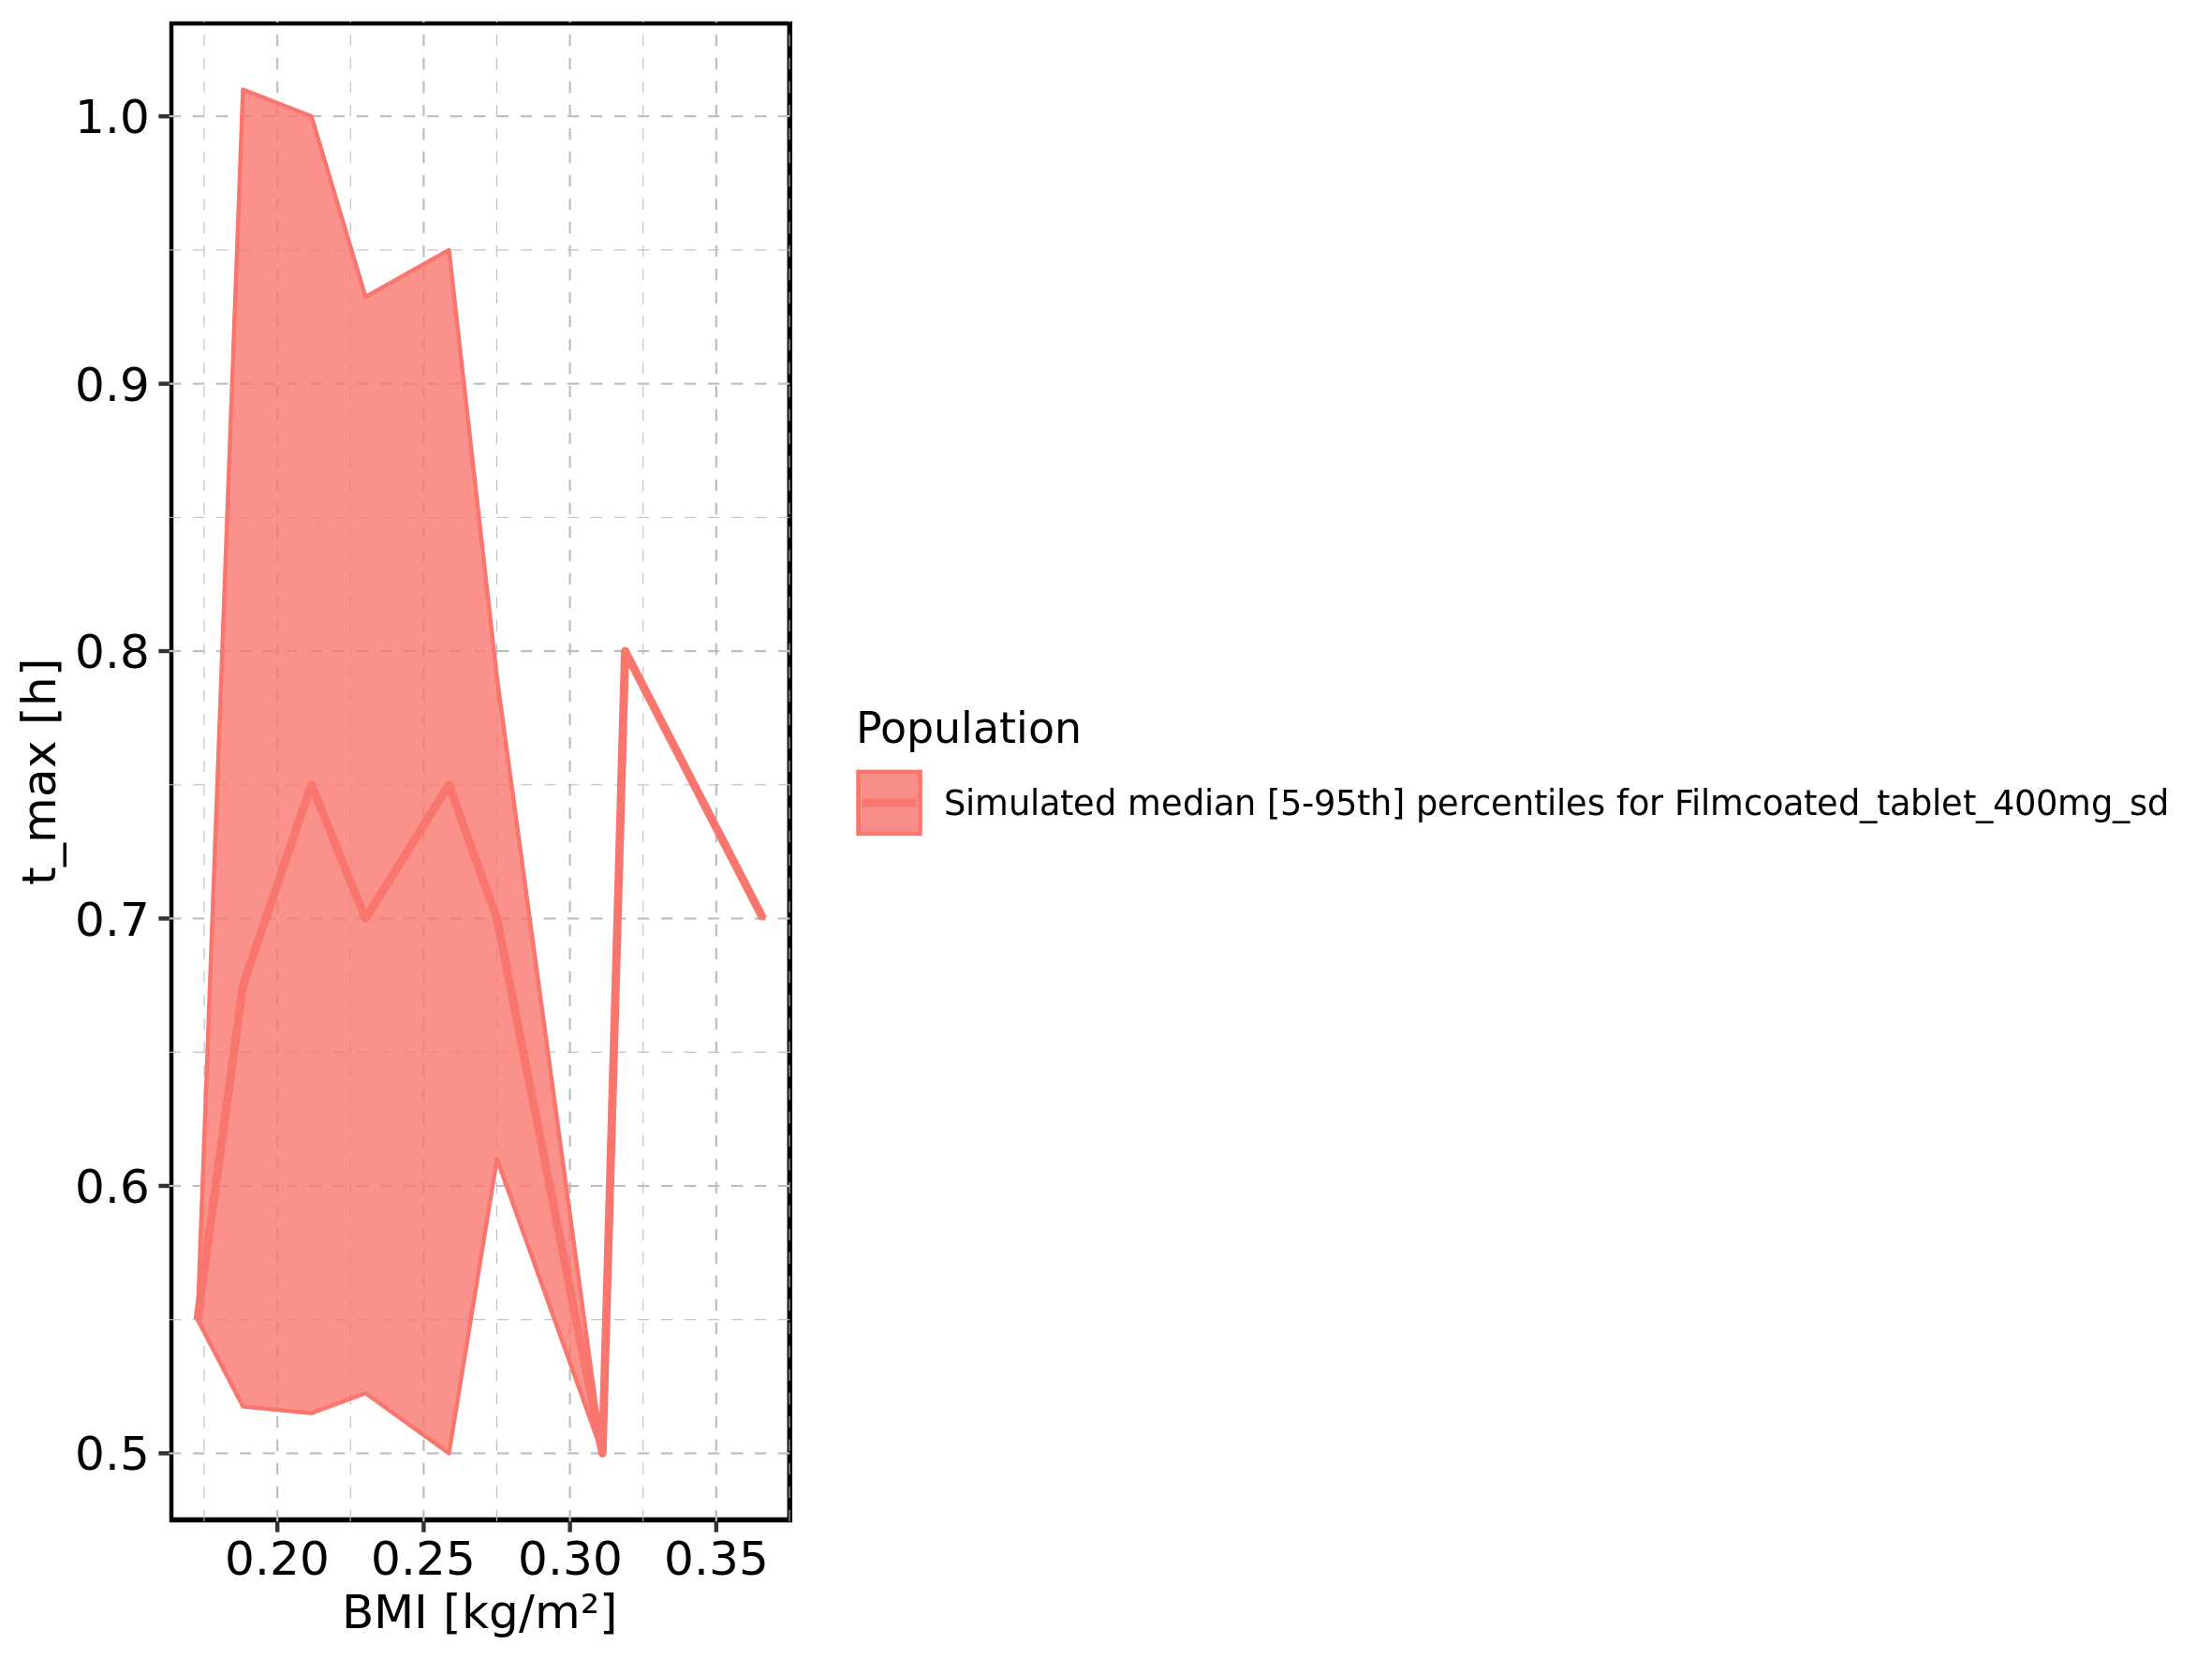 1.0
0.9
0.8
0.7
0.6
0.5
t_max [h]
0.20 0.25 0.30 0.35
BMI [kg/m²]
Population
Simulated median [5-95th] percentiles for Filmcoated_tablet_400mg_sd